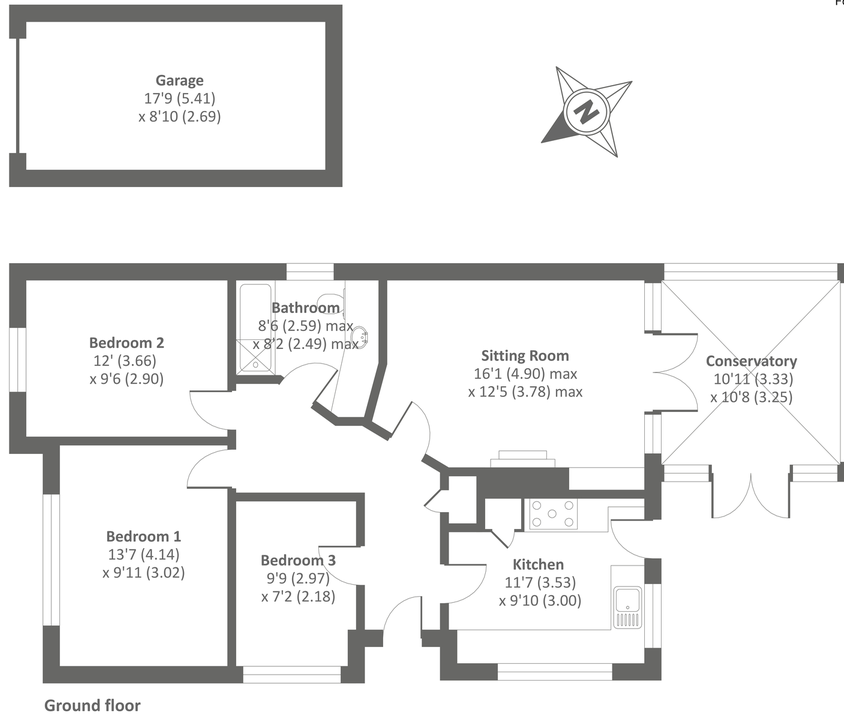 Garage
17'9 (5.41)
x 8'10 (2.69)
N
Bedroom 2
12' (3.66)
x 9'6 (2.90)
Bathroom
8'6 (2.59) max
x 8'2 (2.49) max
Sitting Room
16'1 (4.90) max
x 12'5 (3.78) max
Conservatory
10'11 (3.33)
x 10'8 (3.25)
Bedroom 1
13'7 (4.14)
x 9'11 (3.02)
Bedroom 3
9'9 (2.97)
x 7'2 (2.18)
Kitchen
11'7 (3.53)
x 9'10 (3.00)
Ground floor